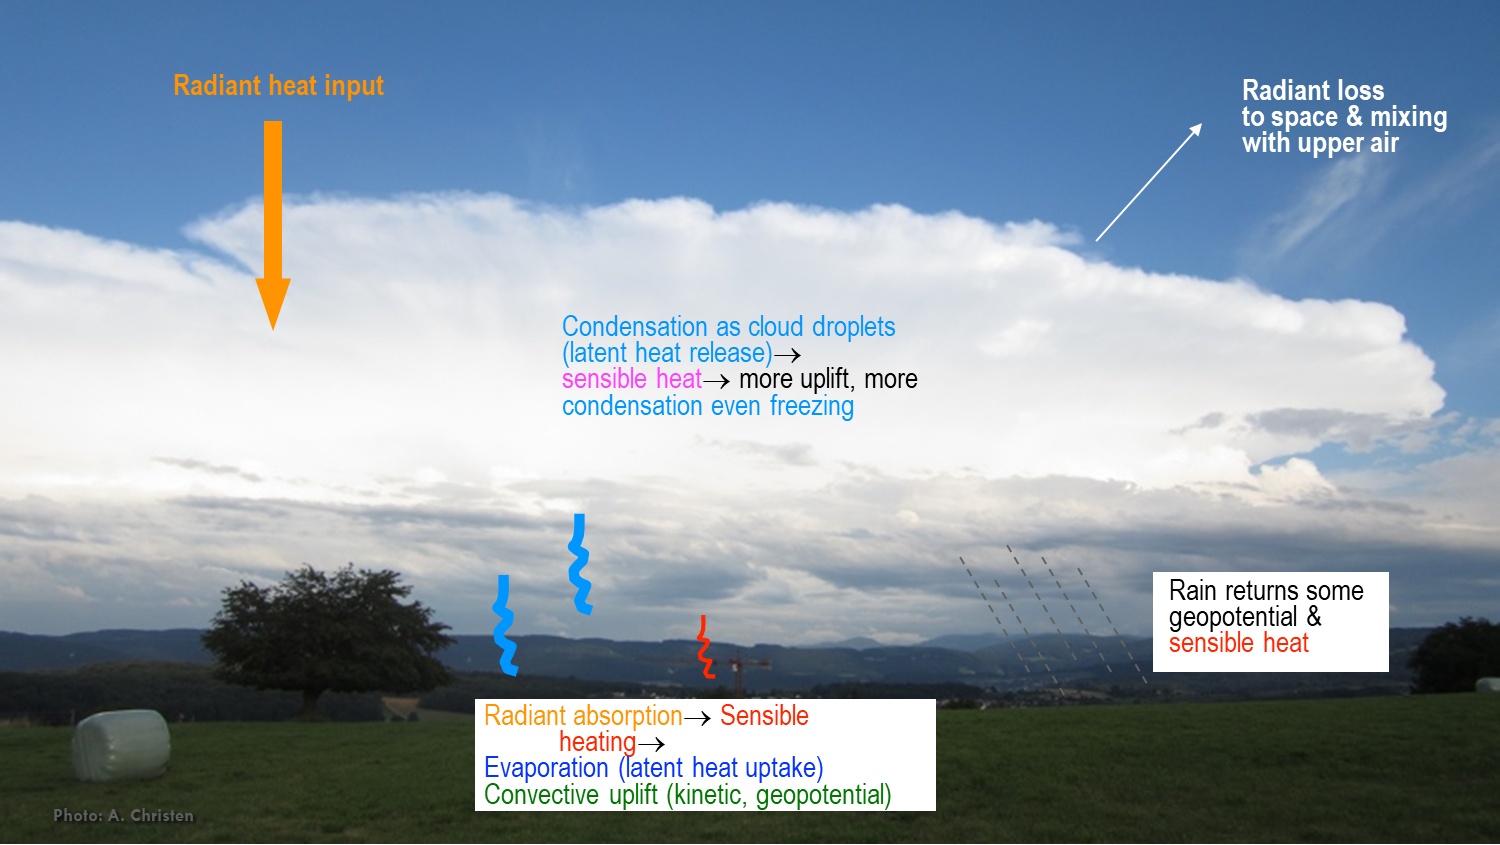 Radiant heat input
Radiant loss
to space & mixing
with upper air
Condensation as cloud droplets
(latent heat release)→
sensible heat→ more uplift, more
condensation even freezing
Rain returns some
geopotential &
sensible heat
Radiant absorption→ Sensible
heating→
Evaporation (latent heat uptake)
Convective uplift (kinetic, geopotential)
Photo: A. Christen